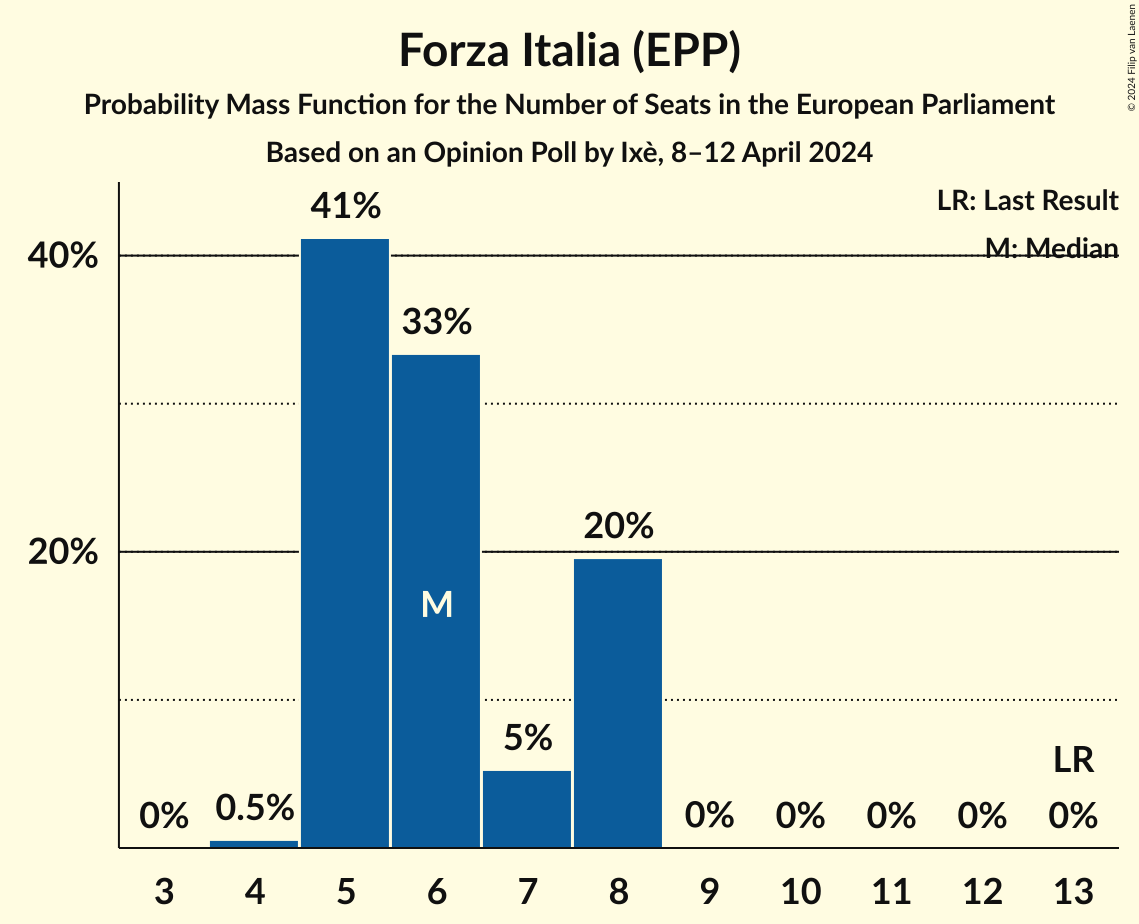 Forza Italia (EPP)
Probability Mass Function for the Number of Seats in the European Parliament
Based on an Opinion Poll by Ixè, 8–12 April 2024
© 2024 Filip van Laenen
LR: Last Result
M: Median
41%
40%
33%
20%
20%
M
5%
LR
0%
0.5%
0%
0%
0%
0%
0%
3 4 5 6 7 8 9 10 11 12 13